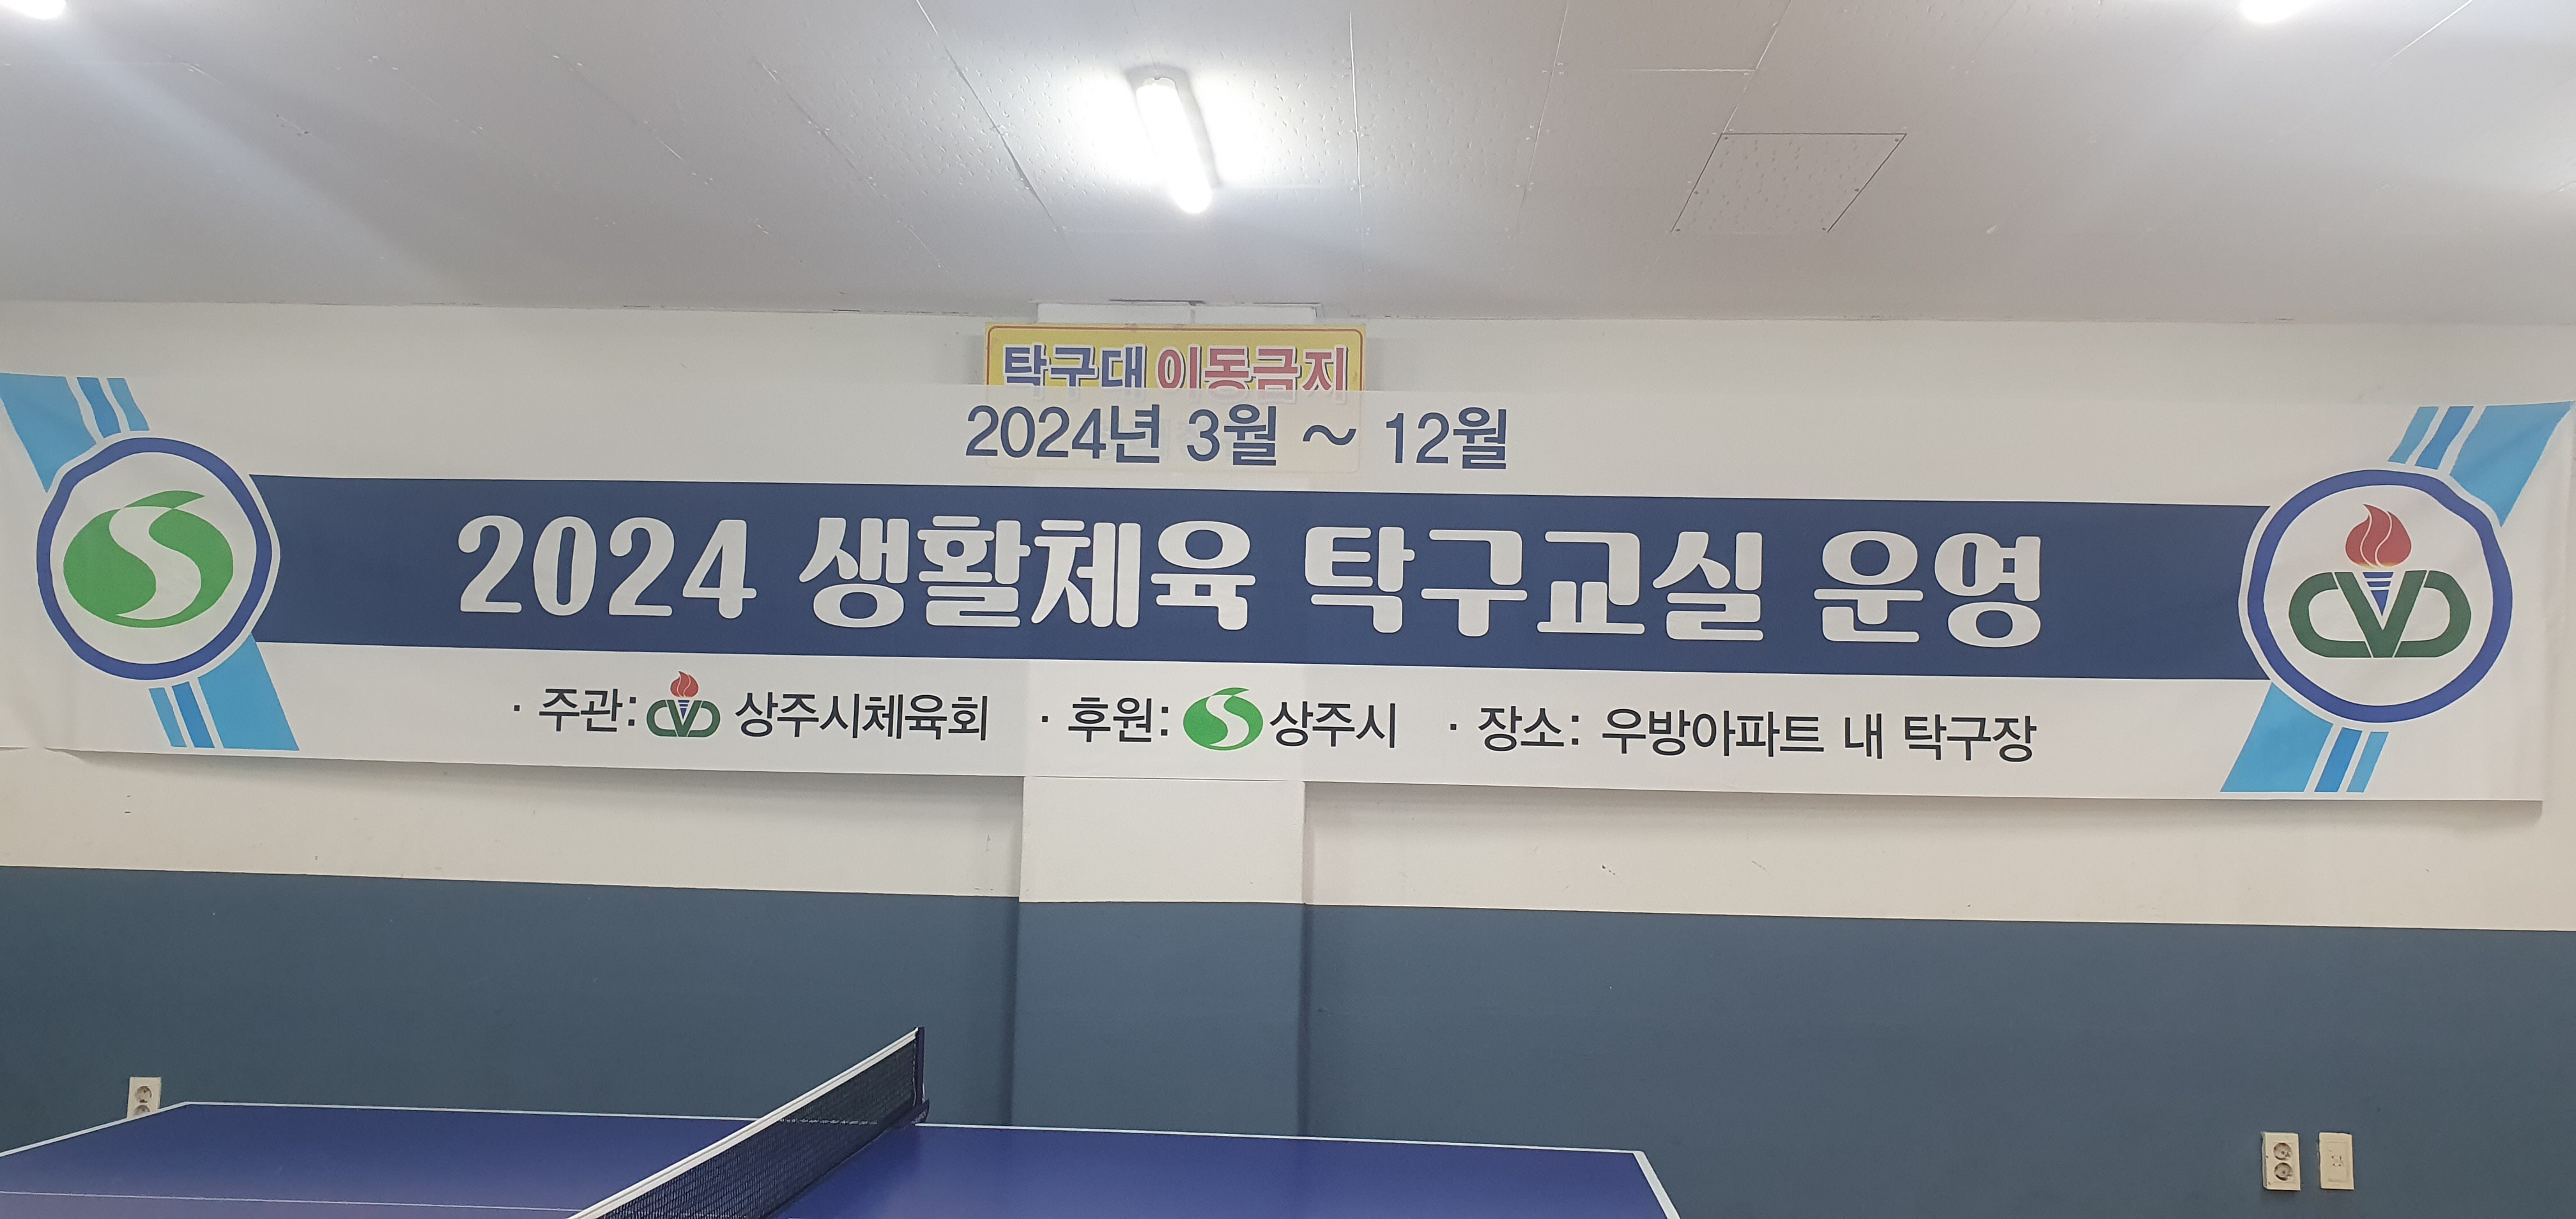 탁구대 이동금지
2024년 3월 ~ 12월
2024 생활체육 탁구교실 운영
· 주관: 상주시체육회 · 후원: 상주시 · 장소: 우방아파트 내 탁구장